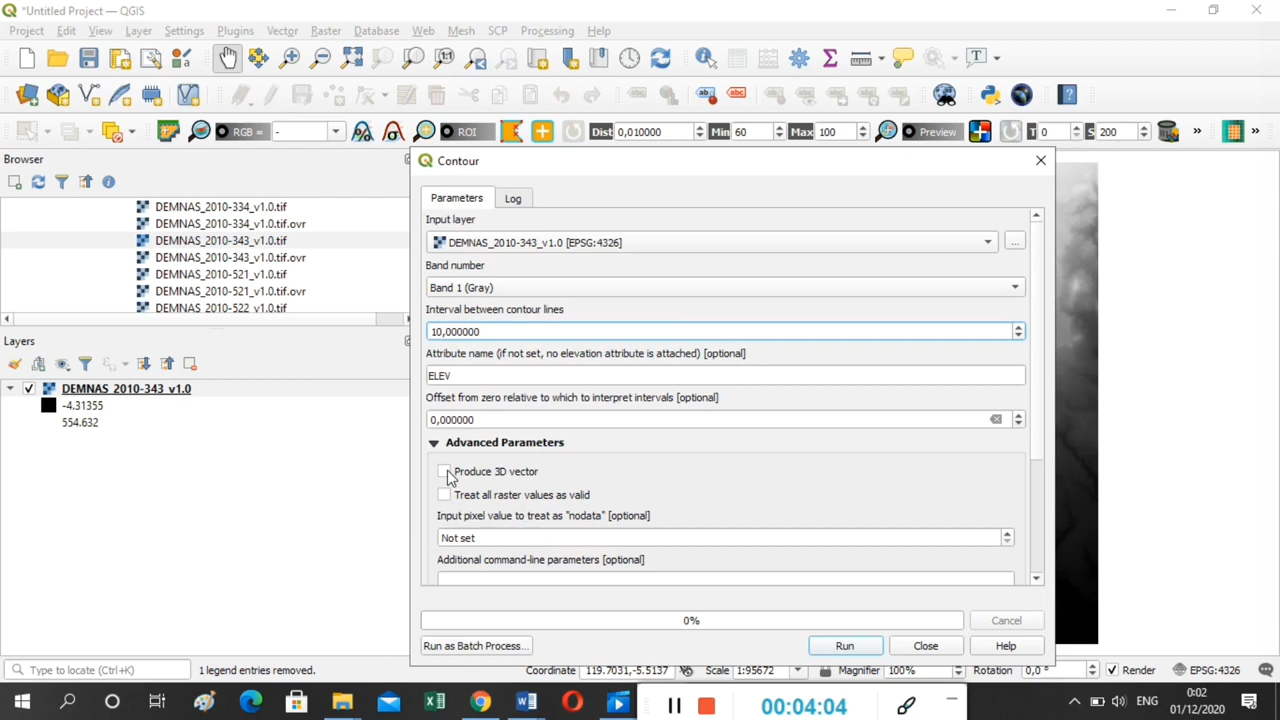 *Untitled Project — QGIS
Project Edit View Layer Settings Plugins Vector Raster Database Web Mesh SCP Processing Help
RGB = - ROI Dist 0,010000 Min 60 Max 100 Preview T 0 S 200
Browser
DEMNAS_2010-334_v1.0.tif
DEMNAS_2010-334_v1.0.tif.ovr
DEMNAS_2010-343_v1.0.tif
DEMNAS_2010-343_v1.0.tif.ovr
DEMNAS_2010-521_v1.0.tif
DEMNAS_2010-521_v1.0.tif.ovr
DEMNAS_2010-522_v1.0.tif
Layers
DEMNAS_2010-343_v1.0
-4.31355
554.632
Contour
Parameters Log
Input layer
DEMNAS_2010-343_v1.0 [EPSG:4326]
...
Band number
Band 1 (Gray)
Interval between contour lines
10,000000
Attribute name (if not set, no elevation attribute is attached) [optional]
ELEV
Offset from zero relative to which to interpret intervals [optional]
0,000000
Advanced Parameters
Produce 3D vector
Treat all raster values as valid
Input pixel value to treat as "nodata" [optional]
Not set
Additional command-line parameters [optional]
0% Cancel
Run as Batch Process... Run Close Help
Type to locate (Ctrl+K) 1 legend entries removed. Coordinate 119.7031,-5.5137 Scale 1:95672 Magnifier 100% Rotation 0,0 ° Render EPSG:4326
00:04:04 ENG 0:02
01/12/2020